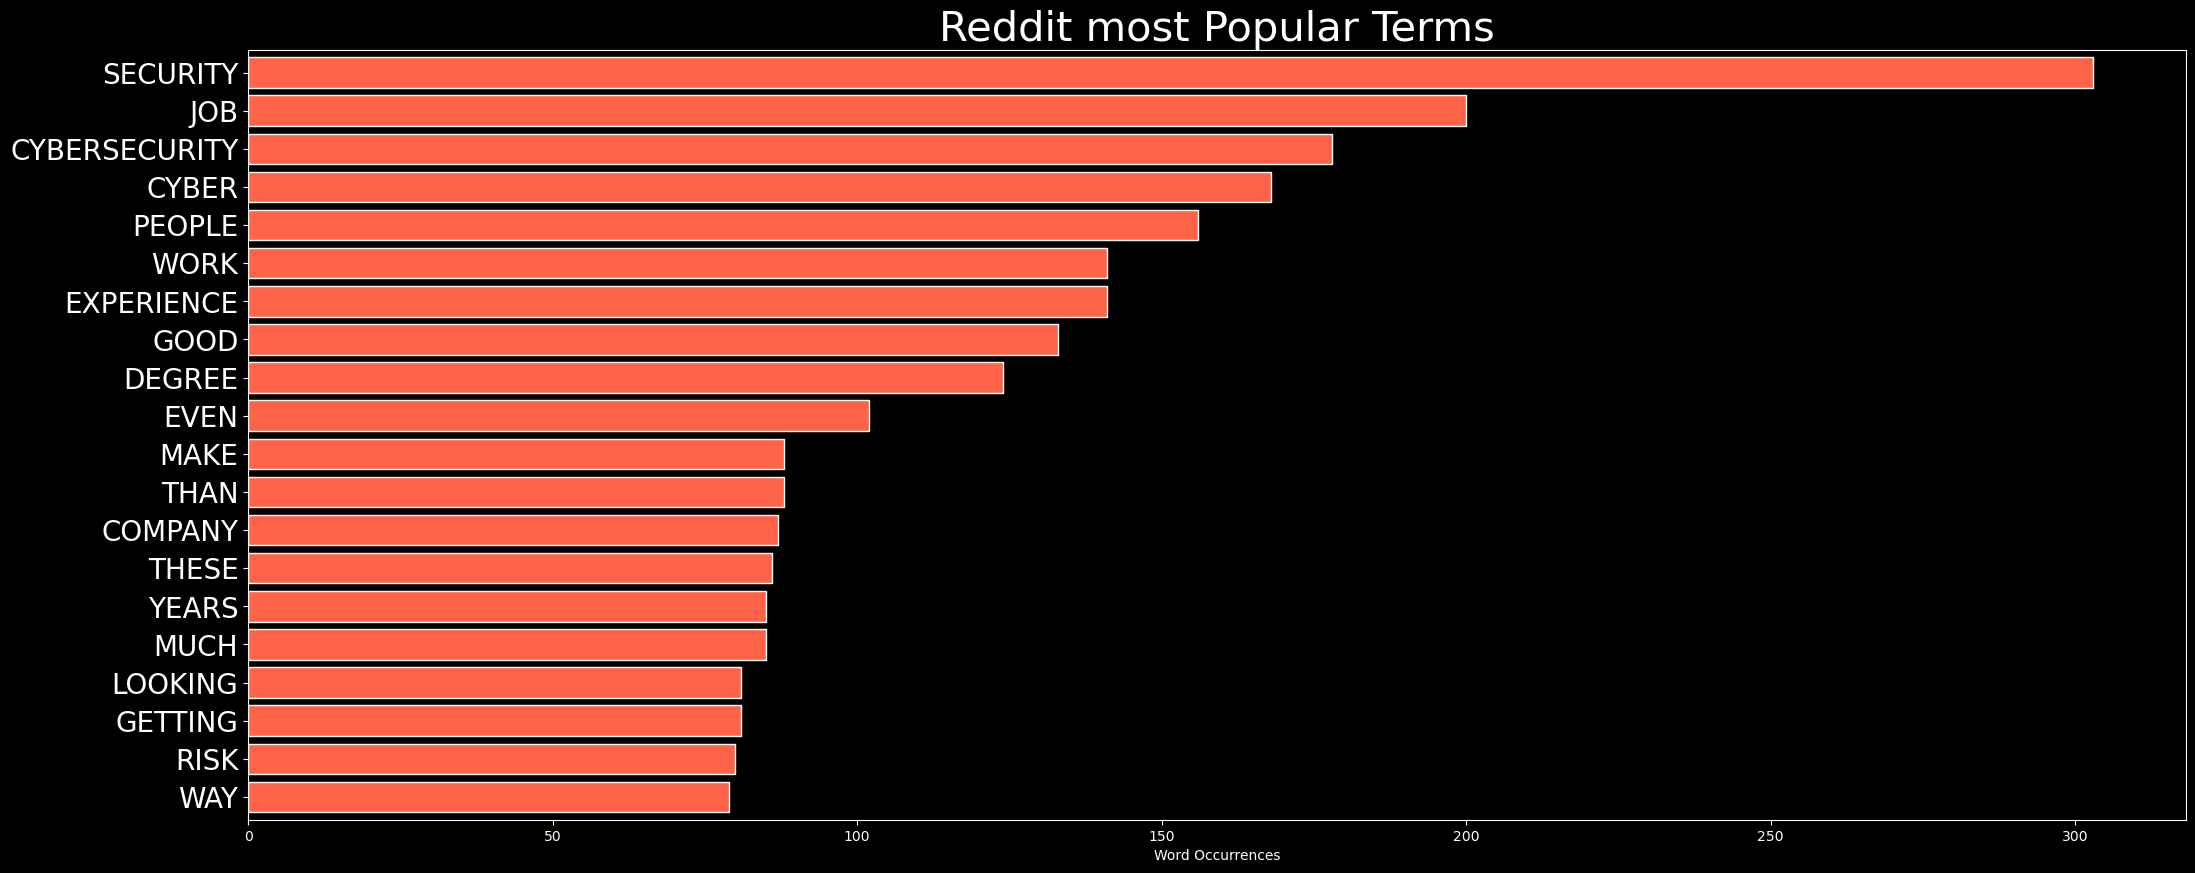 Reddit most Popular Terms
SECURITY
JOB
CYBERSECURITY
CYBER
PEOPLE
WORK
EXPERIENCE
GOOD
DEGREE
EVEN
MAKE
THAN
COMPANY
THESE
YEARS
MUCH
LOOKING
GETTING
RISK
WAY
0 50 100 150 200 250 300
Word Occurrences